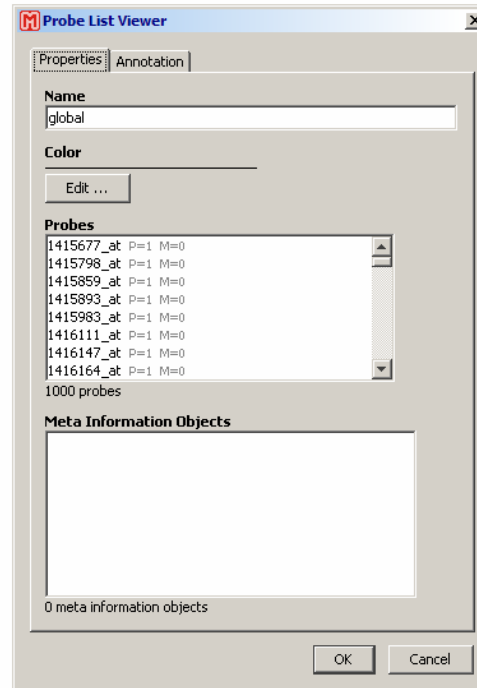 M Probe List Viewer
Properties Annotation
Name
global
Color
Edit ...
Probes
1415677_at P=1 M=0
1415798_at P=1 M=0
1415859_at P=1 M=0
1415893_at P=1 M=0
1415983_at P=1 M=0
1416111_at P=1 M=0
1416147_at P=1 M=0
1416164_at P=1 M=0
1000 probes
Meta Information Objects
0 meta information objects
OK Cancel